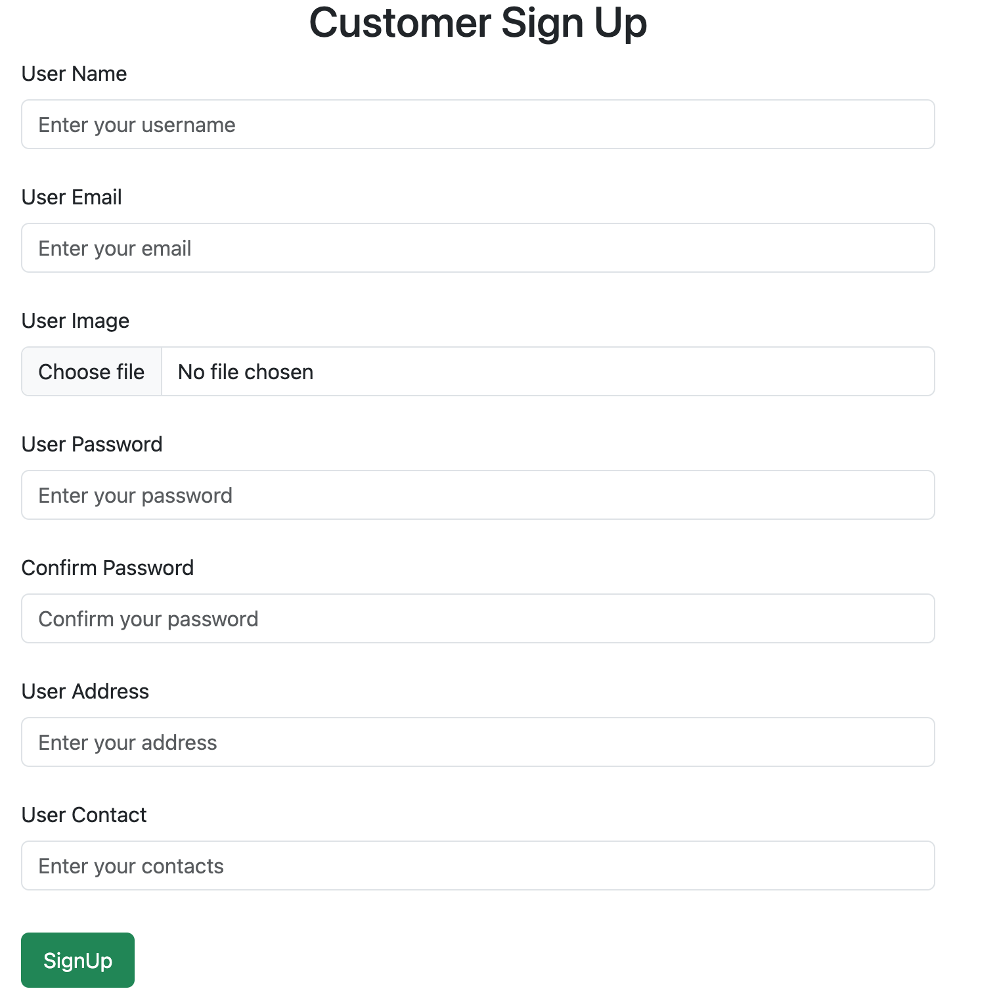 Customer Sign Up
User Name
Enter your username
User Email
Enter your email
User Image
Choose file No file chosen
User Password
Enter your password
Confirm Password
Confirm your password
User Address
Enter your address
User Contact
Enter your contacts
SignUp